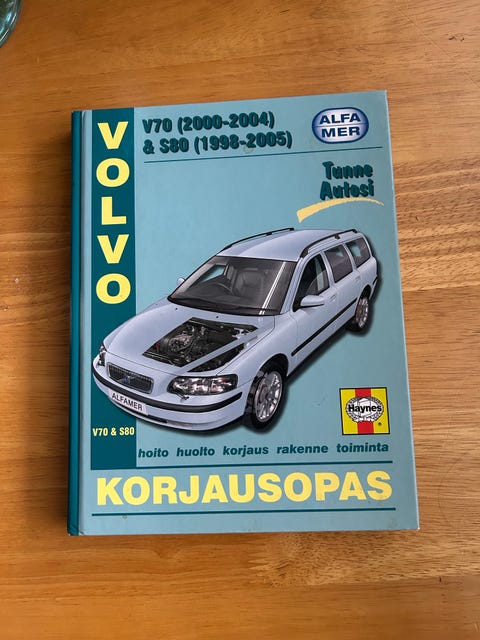 VOLVO
V70 (2000-2004)
& S80 (1998-2005)
ALFA
MER
Tunne
Autosi
ALFAMER
Haynes
V70 & S80
hoito huolto korjaus rakenne toiminta
KORJAUSOPAS